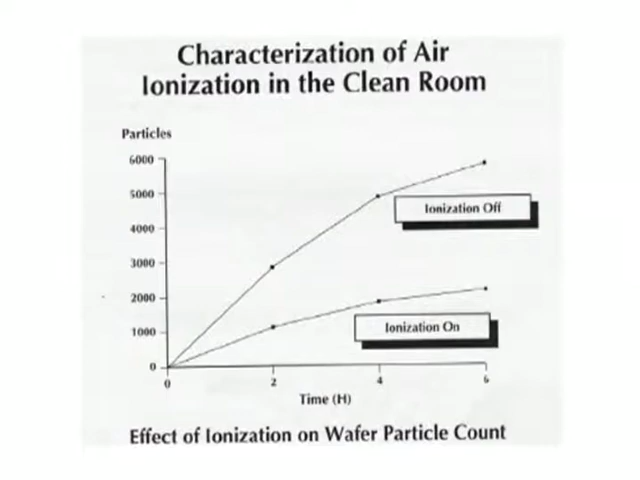 Characterization of Air
Ionization in the Clean Room
Particles
6000
5000
4000
3000
2000
1000
0
Ionization Off
Ionization On
0 2 4 6
Time (H)
Effect of Ionization on Wafer Particle Count